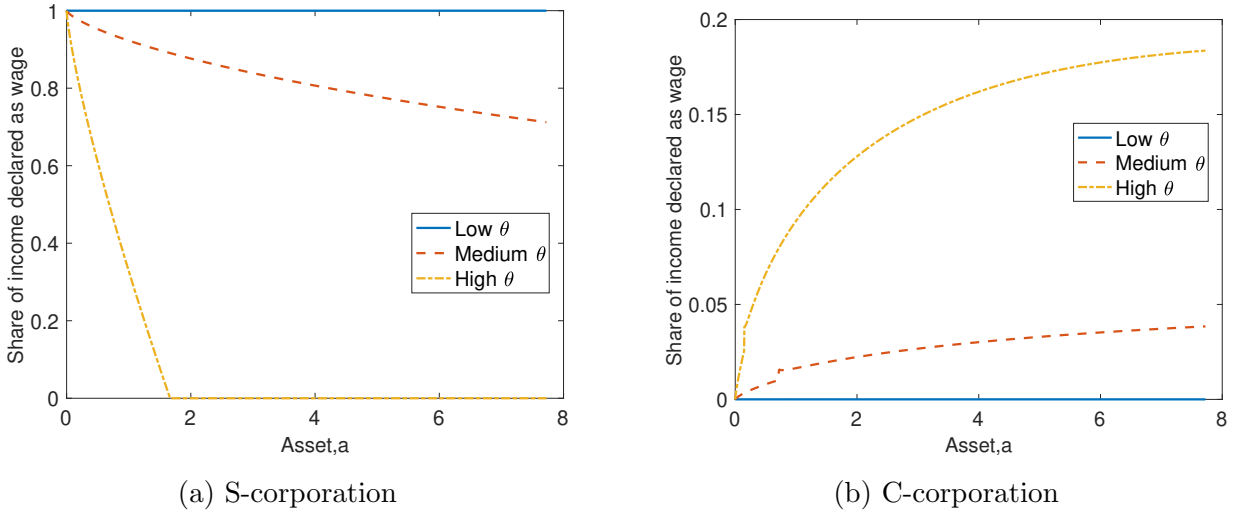 Share of income declared as wage
1
0.8
0.6
0.4
0.2
0
0 2 4 6 8
Asset,a
Low θ
Medium θ
High θ
(a) S-corporation
Share of income declared as wage
0.2
0.15
0.1
0.05
0
0 2 4 6 8
Asset,a
Low θ
Medium θ
High θ
(b) C-corporation